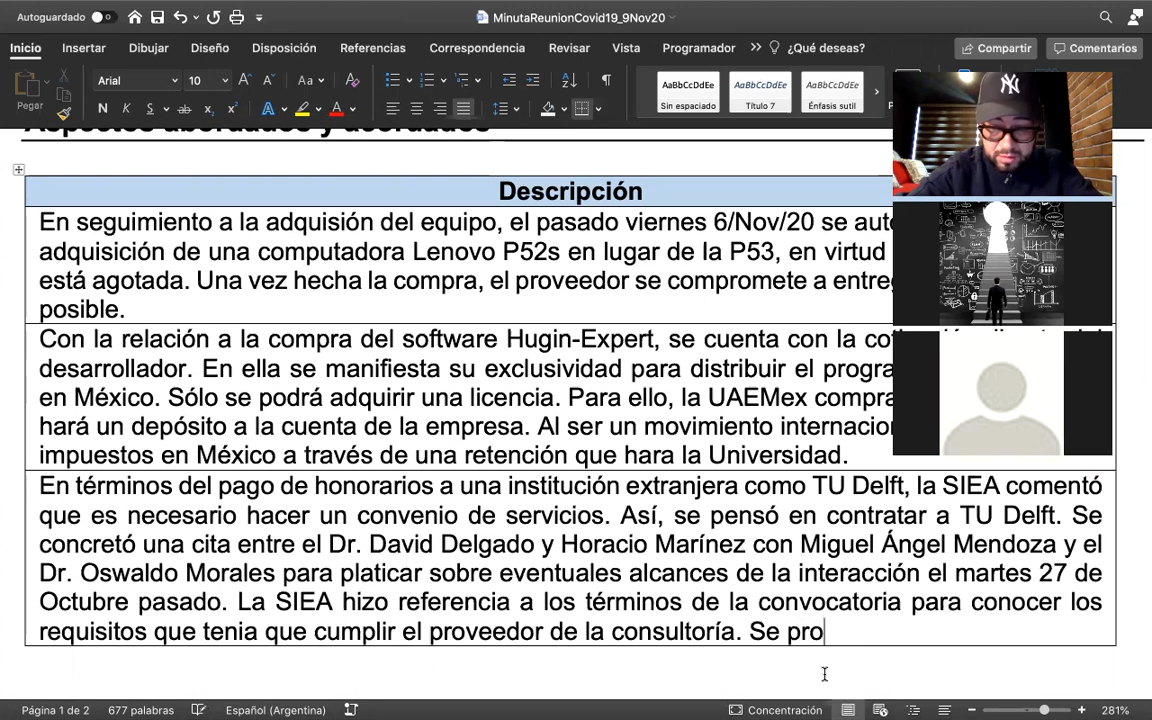 Autoguardado
MinutaReunionCovid19_9Nov20
Inicio Insertar Dibujar Diseño Disposición Referencias Correspondencia Revisar Vista Programador ¿Qué deseas? Compartir Comentarios
Pegar Arial 10 Aa
N K S ab x₂ x² A A
AaBbCcDdEe AaBbCcDdEe AaBbCcDdEe
Sin espaciado Título 7 Énfasis sutil
Aspectos abordados y acordados
Descripción
En seguimiento a la adquisión del equipo, el pasado viernes 6/Nov/20 se
adquisición de una computadora Lenovo P52s en lugar de la P53, en virtud
está agotada. Una vez hecha la compra, el proveedor se compromete a
posible.
Con la relación a la compra del software Hugin-Expert, se cuenta con la
desarrollador. En ella se manifiesta su exclusividad para distribuir el
en México. Sólo se podrá adquirir una licencia. Para ello, la UAEMex
hará un depósito a la cuenta de la empresa. Al ser un movimiento
impuestos en México a través de una retención que hara la Universidad.
En términos del pago de honorarios a una institución extranjera como TU Delft, la SIEA comentó
que es necesario hacer un convenio de servicios. Así, se pensó en contratar a TU Delft. Se
concretó una cita entre el Dr. David Delgado y Horacio Marínez con Miguel Ángel Mendoza y el
Dr. Oswaldo Morales para platicar sobre eventuales alcances de la interacción el martes 27 de
Octubre pasado. La SIEA hizo referencia a los términos de la convocatoria para conocer los
requisitos que tenia que cumplir el proveedor de la consultoría. Se pro
Página 1 de 2 677 palabras Español (Argentina) Concentración 281%